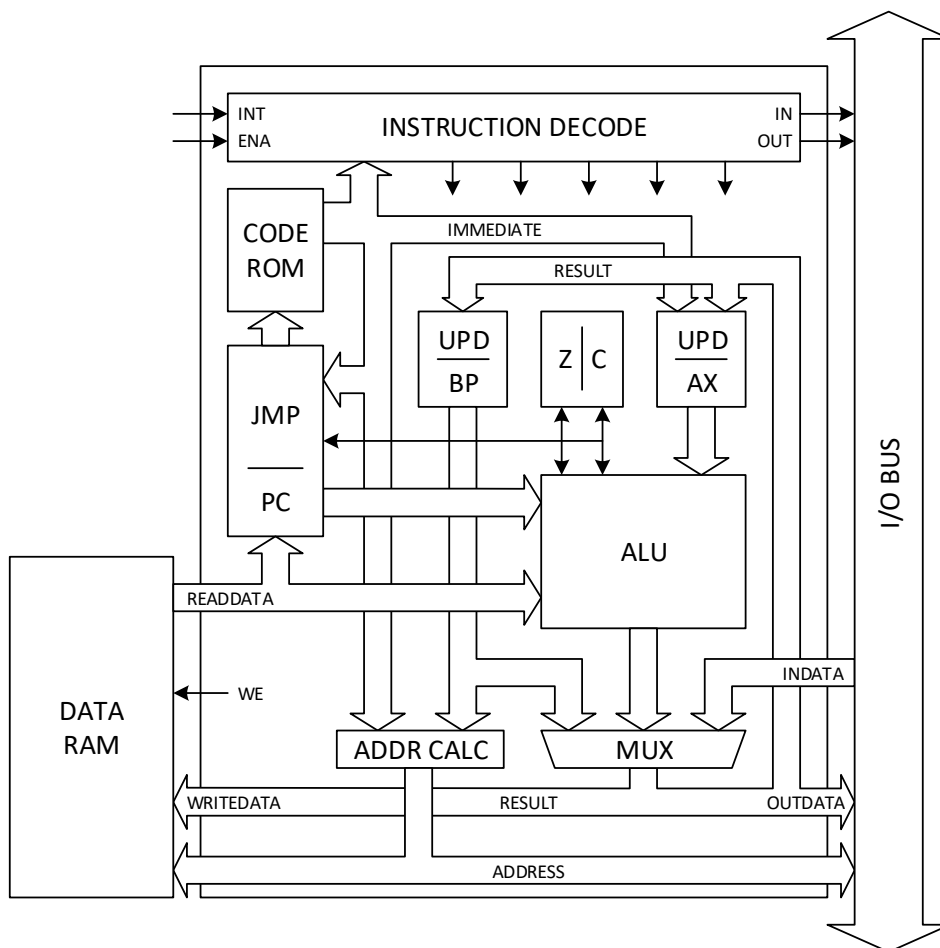 INT
IN
INSTRUCTION DECODE
ENA
OUT
CODE
ROM
IMMEDIATE
RESULT
UPD
BP
Z
C
UPD
AX
JMP
PC
I/O BUS
ALU
READDATA
INDATA
WE
DATA
RAM
ADDR CALC
MUX
WRITEDATA
RESULT
OUTDATA
ADDRESS